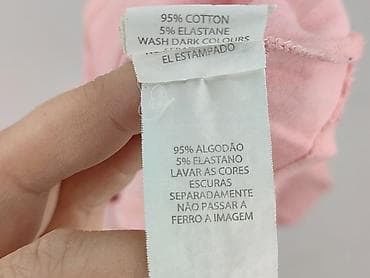 95% COTTON
5% ELASTANE
WASH DARK COLOURS
EL ESTAMPADO
95% ALGODÃO
5% ELASTANO
LAVAR AS CORES
ESCURAS
SEPARADAMENTE
NÃO PASSAR A
FERRO A IMAGEM